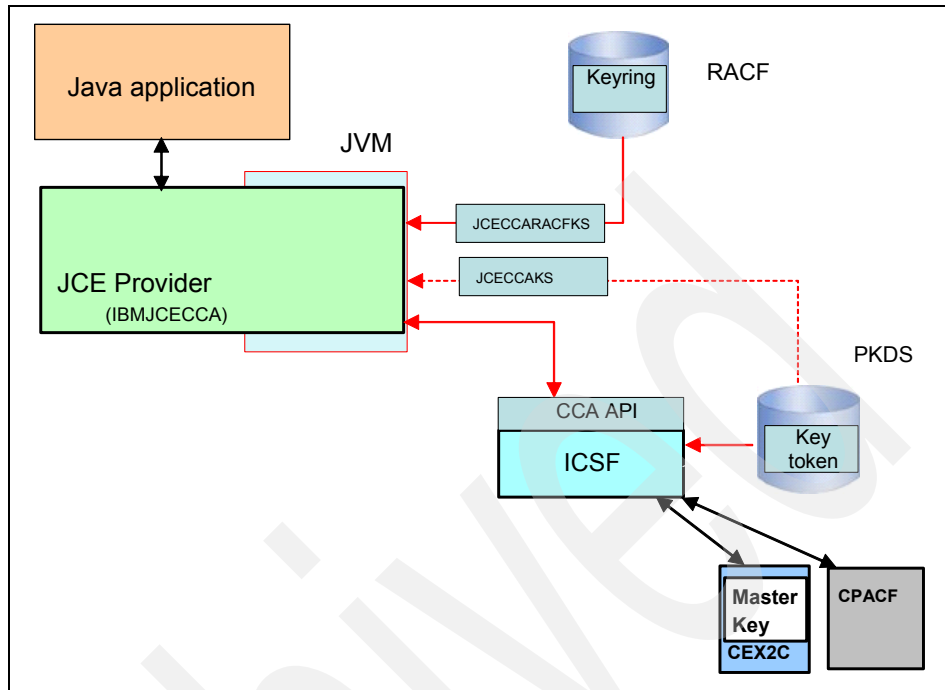 Java application
Keyring
RACF
JVM
JCECCARACFKS
JCE Provider
(IBMJCECCA)
JCECCAKS
PKDS
CCA API
ICSF
Key
token
Master
Key
CEX2C
CPACF